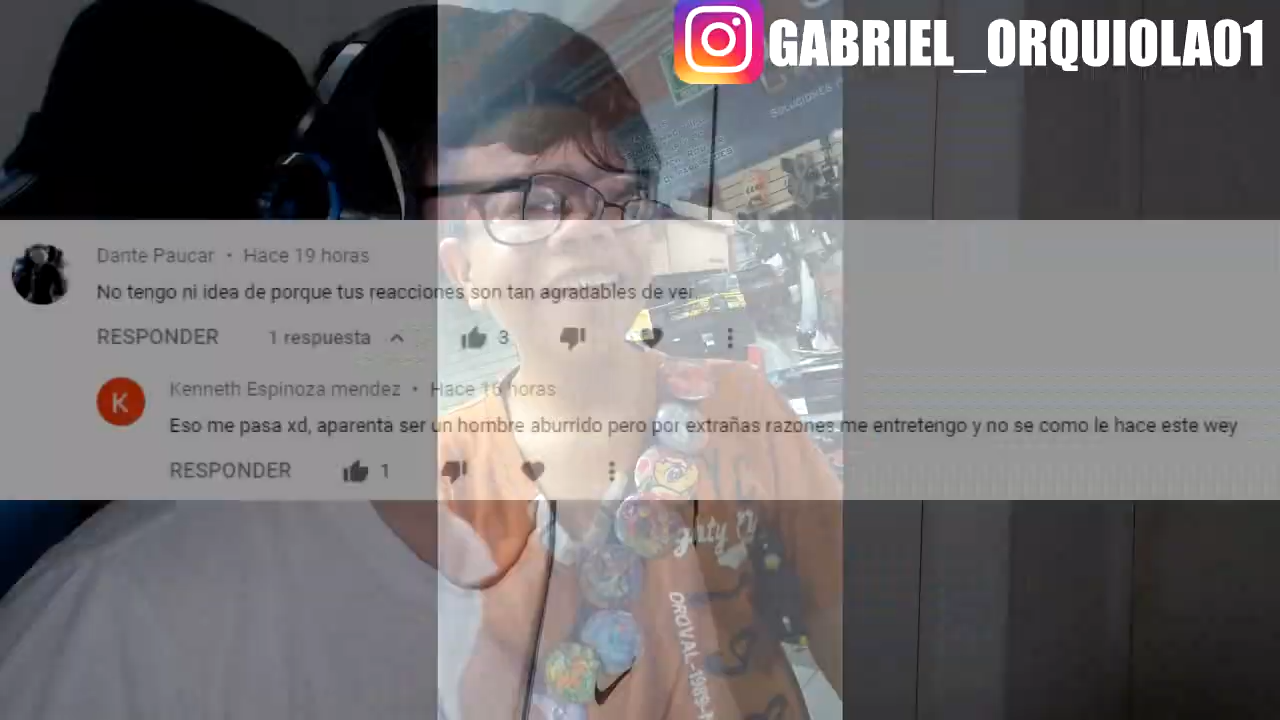 GABRIEL_ORQUIOLA01
SOLUCIONES
Dante Paucar • Hace 19 horas
No tengo ni idea de porque tus reacciones son tan agradables de ver
RESPONDER 1 respuesta 3
K
Kenneth Espinoza mendez • Hace 16 horas
Eso me pasa xd, aparenta ser un hombre aburrido pero por extrañas razones me entretengo y no se como le hace este wey
RESPONDER 1